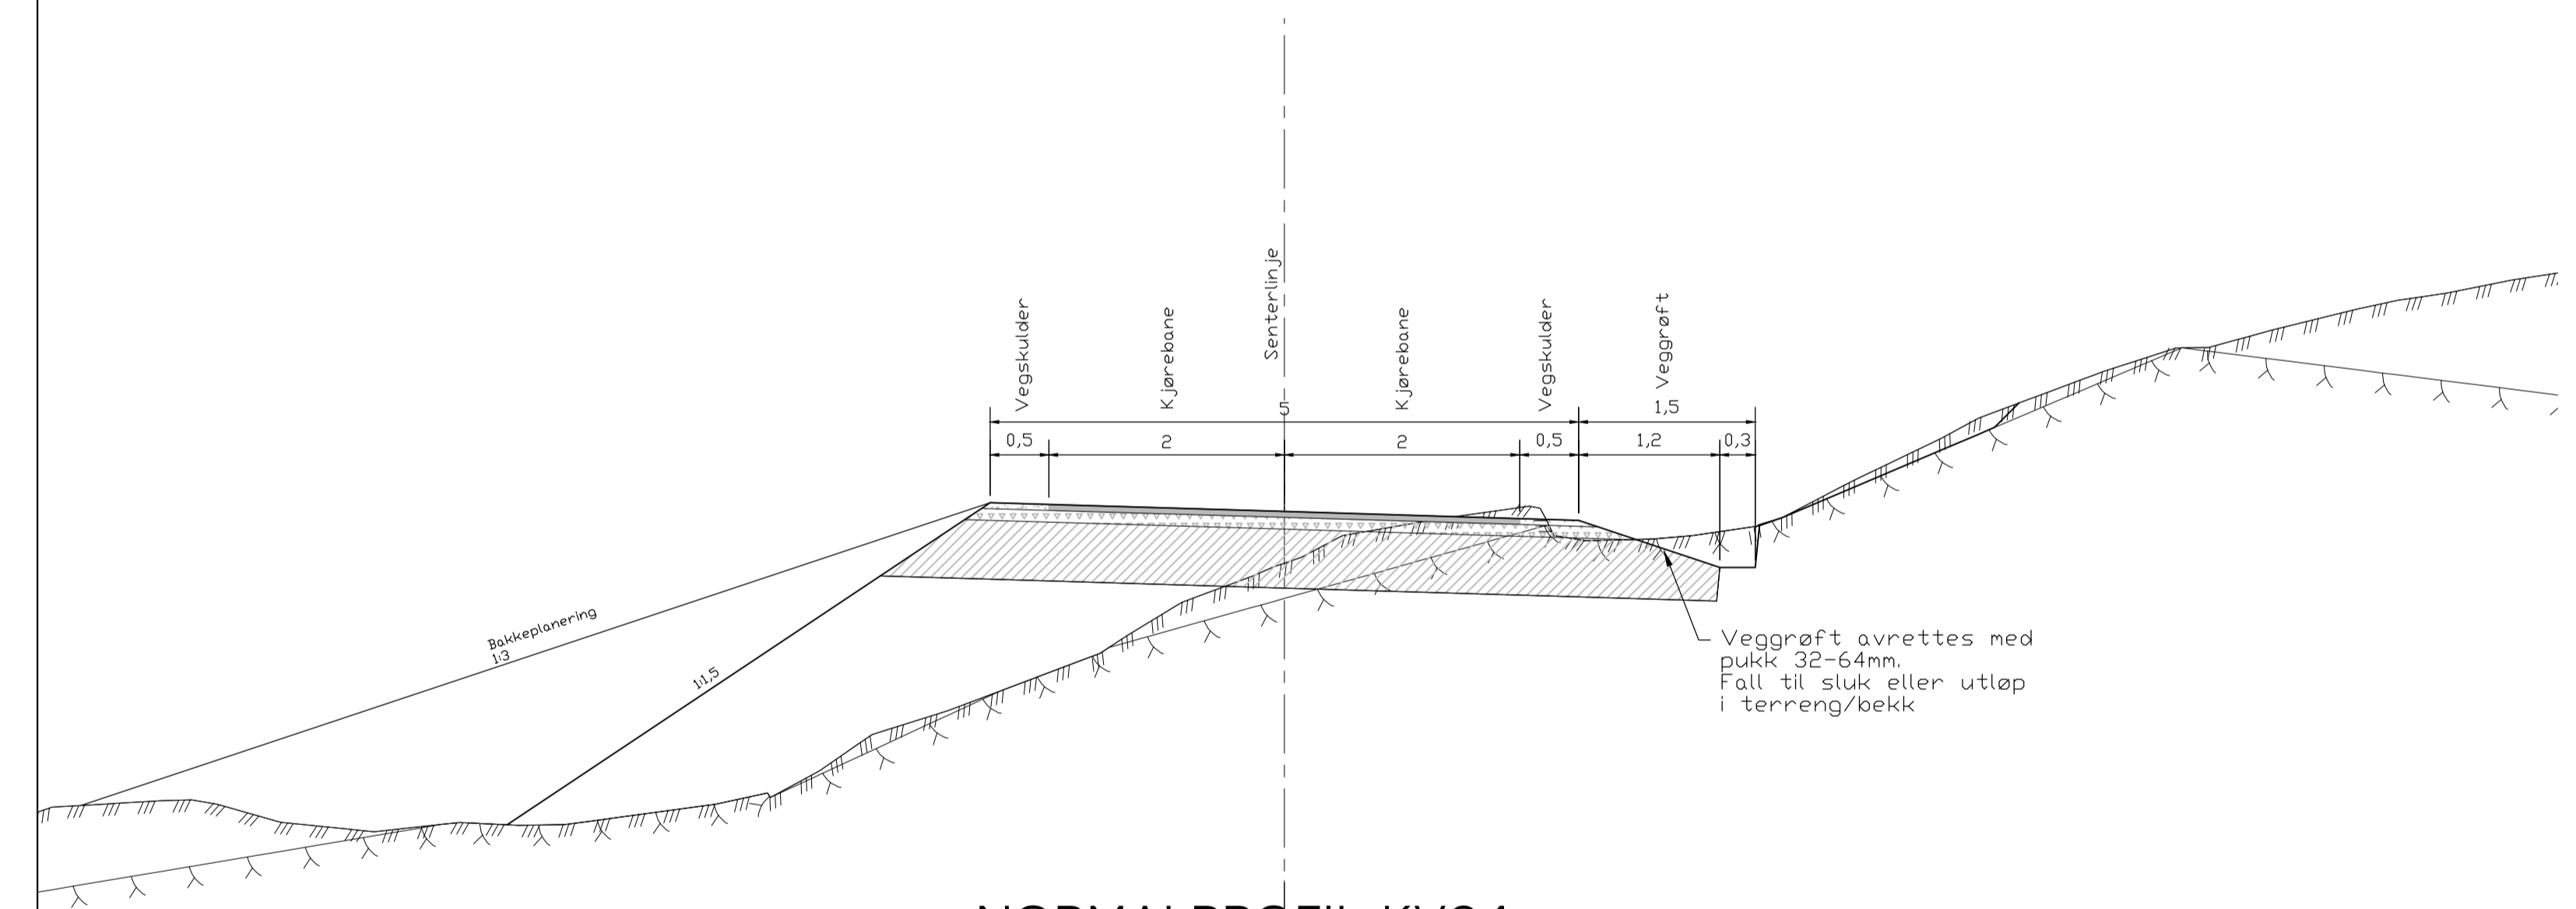 Senterlinje
Vegskulder
Kjørebane
Kjørebane
Vegskulder
Veggrøft
5
1,5
0,5
2
2
0,5
1,2
0,3
Bakkeplanering
1:3
1:1,5
Veggrøft avrettes med
pukk 32-64mm.
Fall til sluk eller utløp
i terreng/bekk
NORMALPROFIL